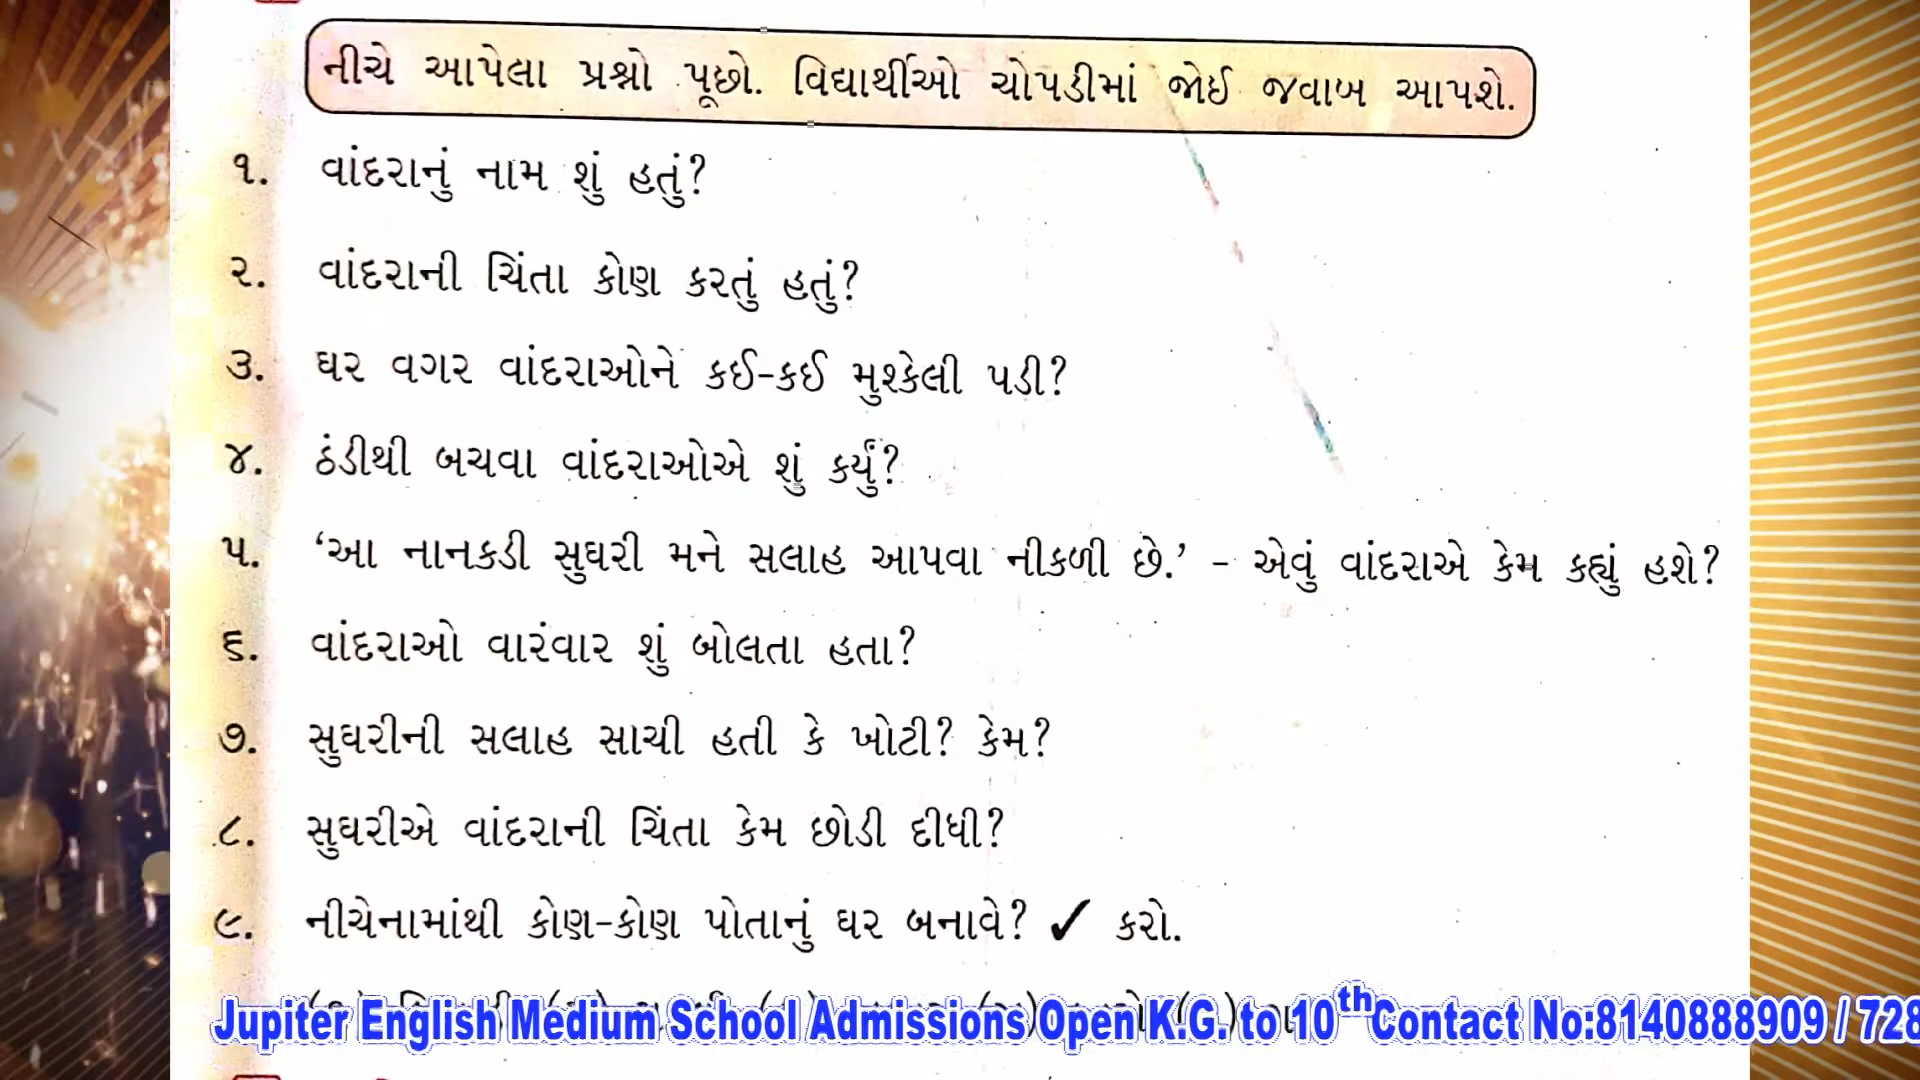 નીચે આપેલા પ્રશ્નો પૂછો. વિદ્યાર્થીઓ ચોપડીમાં જોઈ જવાબ આપશે.
૧. વાંદરાનું નામ શું હતું?
૨. વાંદરાની ચિંતા કોણ કરતું હતું?
૩. ઘર વગર વાંદરાઓને કઈ-કઈ મુશ્કેલી પડી?
૪. ઠંડીથી બચવા વાંદરાઓએ શું કર્યું?
૫. ‘આ નાનકડી સુઘરી મને સલાહ આપવા નીકળી છે.’ - એવું વાંદરાએ કેમ કહ્યું હશે?
૬. વાંદરાઓ વારંવાર શું બોલતા હતા?
૭. સુઘરીની સલાહ સાચી હતી કે ખોટી? કેમ?
૮. સુઘરીએ વાંદરાની ચિંતા કેમ છોડી દીધી?
૯. નીચેનામાંથી કોણ-કોણ પોતાનું ઘર બનાવે? ✓ કરો.
Jupiter English Medium School Admissions Open K.G. to 10th Contact No:8140888909 / 728